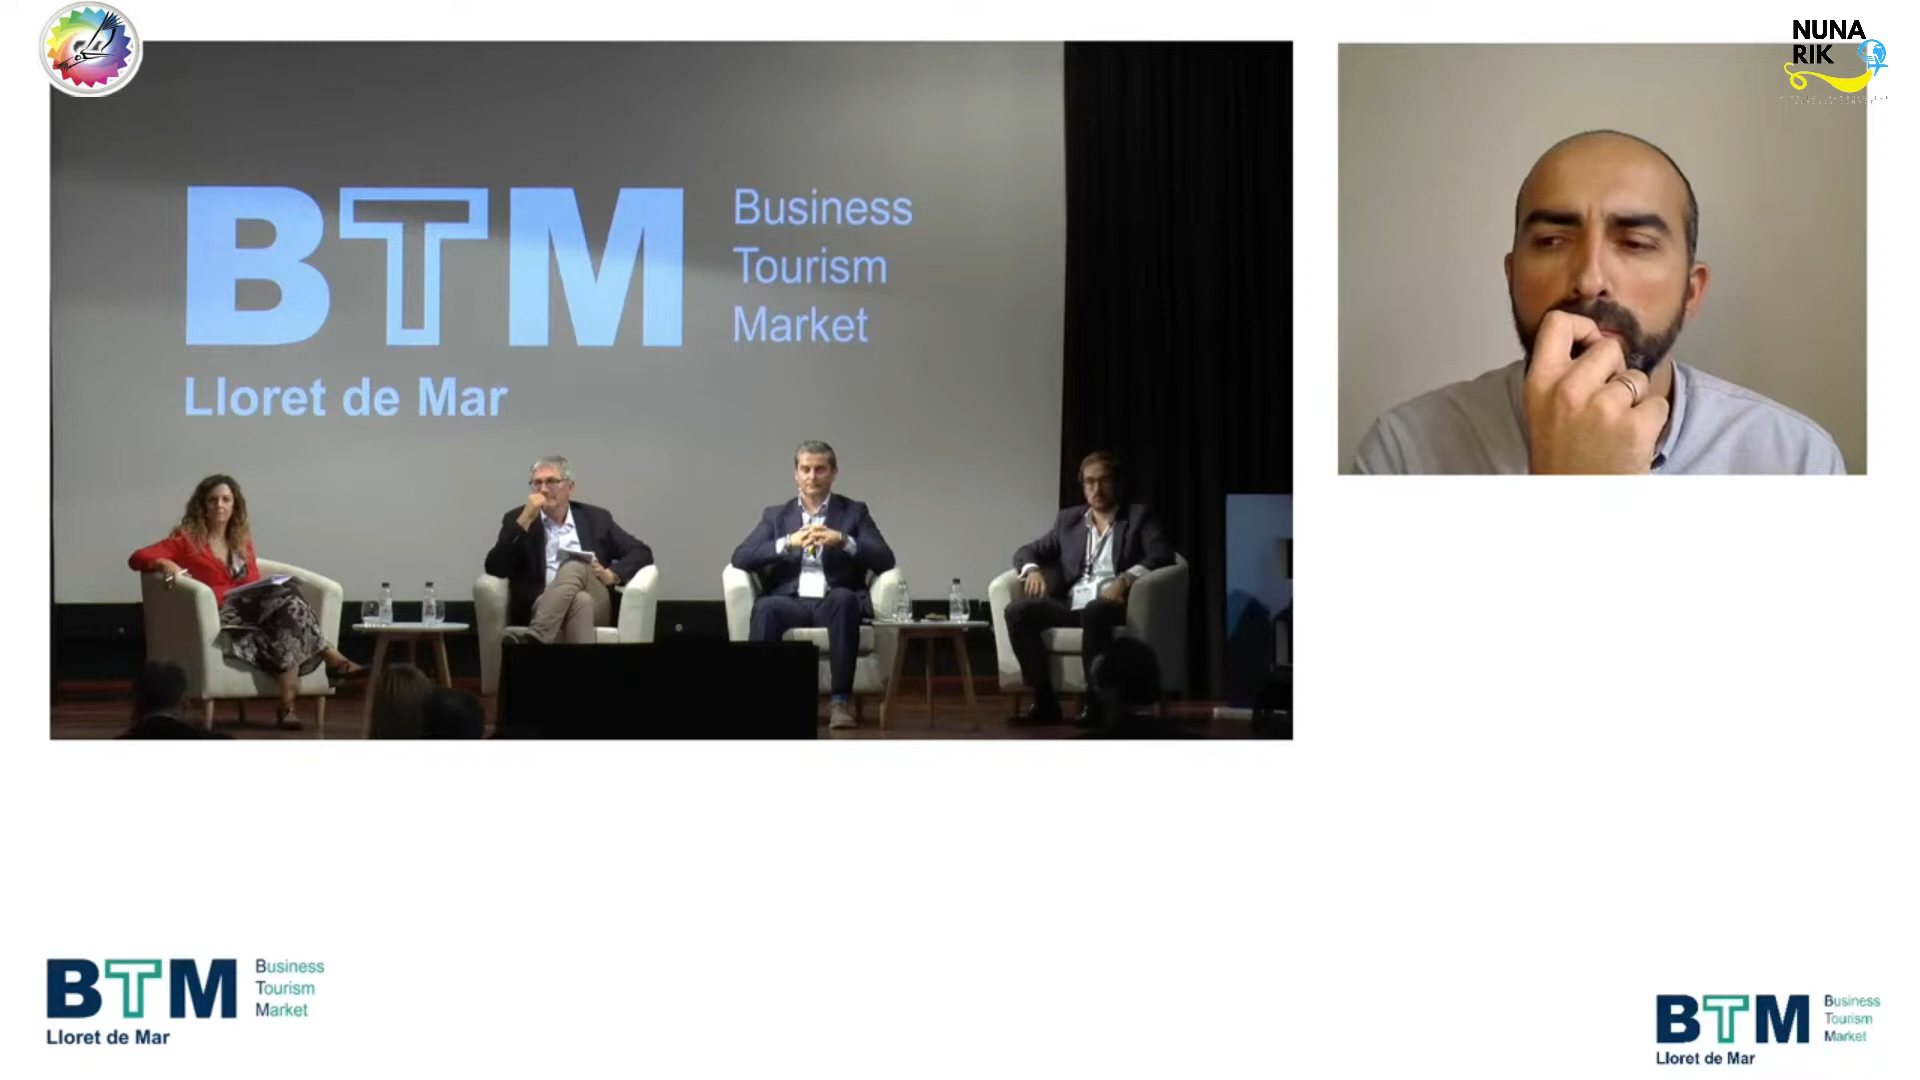 NUNA
RIK
BTM
Business
Tourism
Market
Lloret de Mar
BTM
Business
Tourism
Market
Lloret de Mar
BTM
Business
Tourism
Market
Lloret de Mar